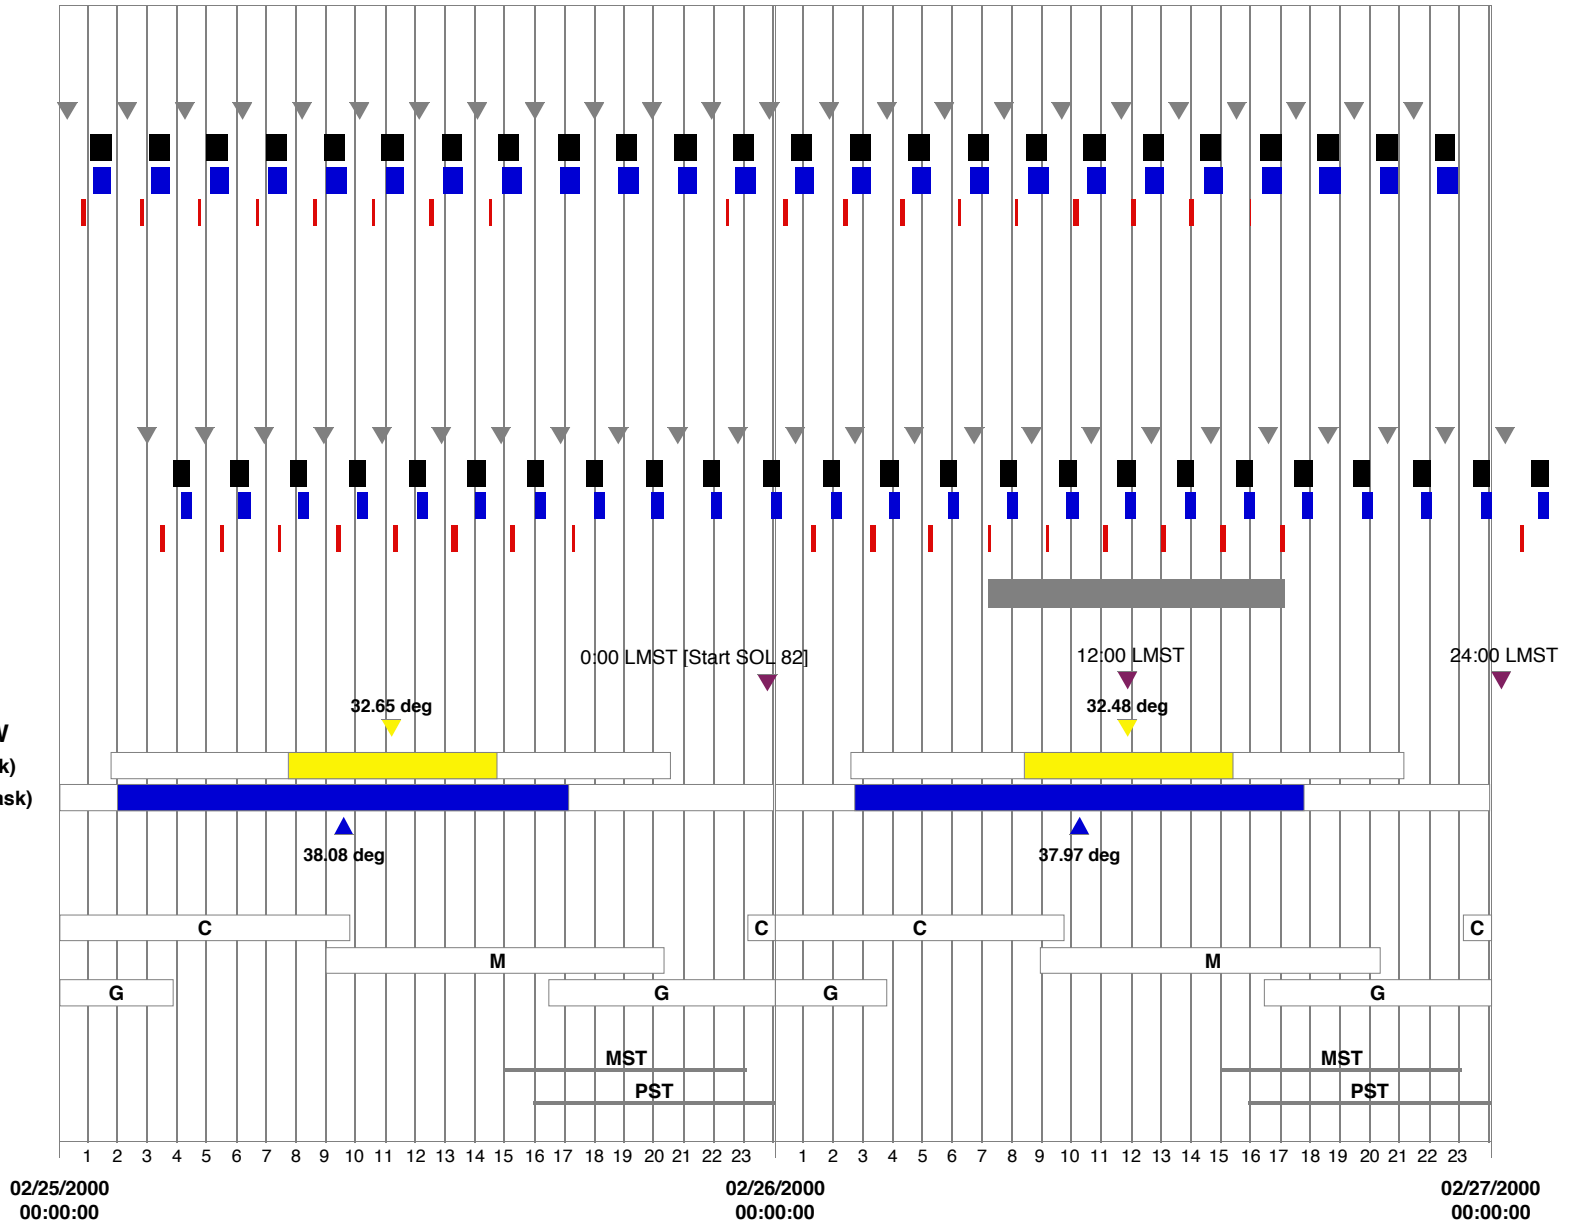 0:00 LMST [Start SOL 82]
12:00 LMST
24:00 LMST
32.65 deg
32.48 deg
k)
ask)
38.08 deg
37.97 deg
C
C
C
C
M
M
G
G
G
G
MST
MST
PST
PST
1 2 3 4 5 6 7 8 9 10 11 12 13 14 15 16 17 18 19 20 21 22 23 1 2 3 4 5 6 7 8 9 10 11 12 13 14 15 16 17 18 19 20 21 22 23
02/25/2000 02/26/2000 02/27/2000
00:00:00 00:00:00 00:00:00